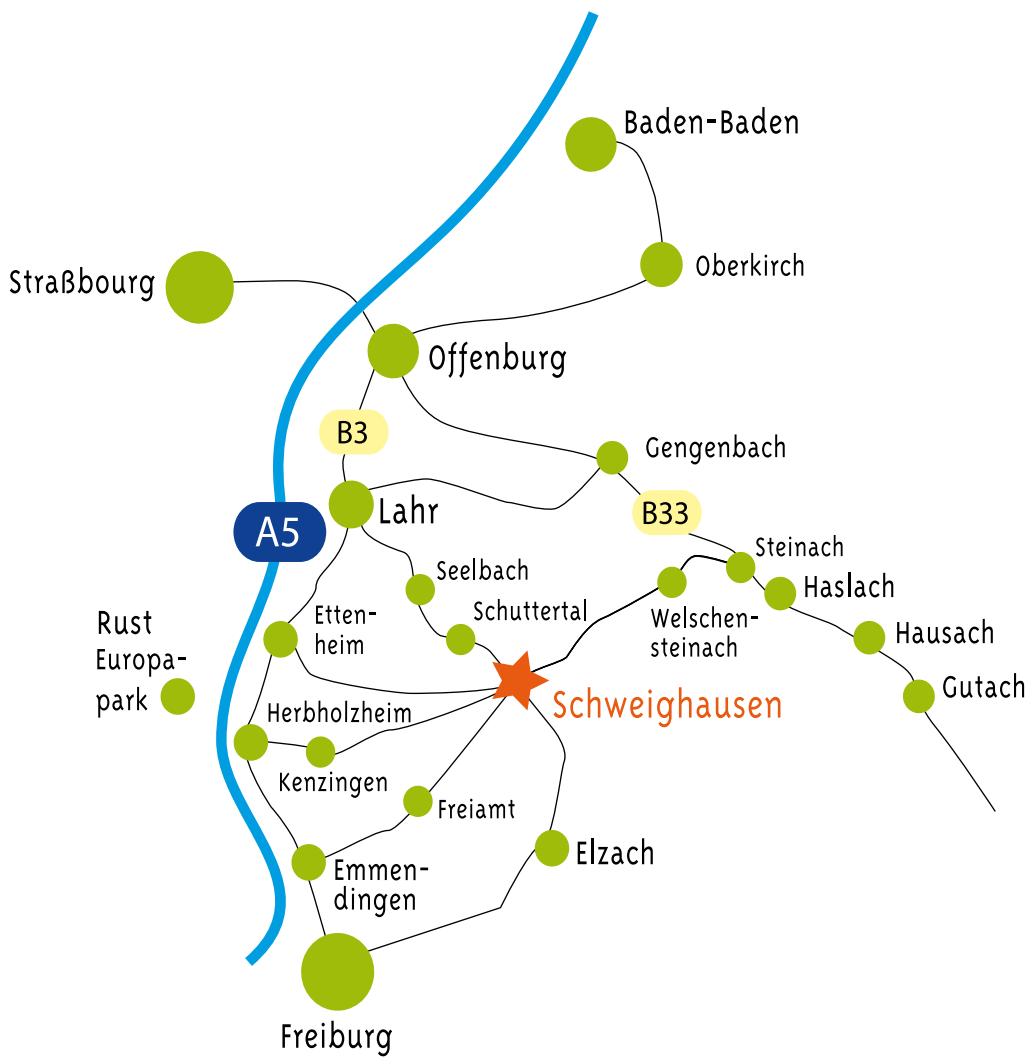 Baden-Baden
Straßbourg
Oberkirch
Offenburg
B3
Gengenbach
Lahr
B33
A5
Steinach
Seelbach
Haslach
Schuttertal
Etten-
heim
Welschen-
steinach
Rust
Europa-
park
Hausach
Gutach
Schweighausen
Herbholzheim
Kenzingen
Freiamt
Elzach
Emmen-
dingen
Freiburg